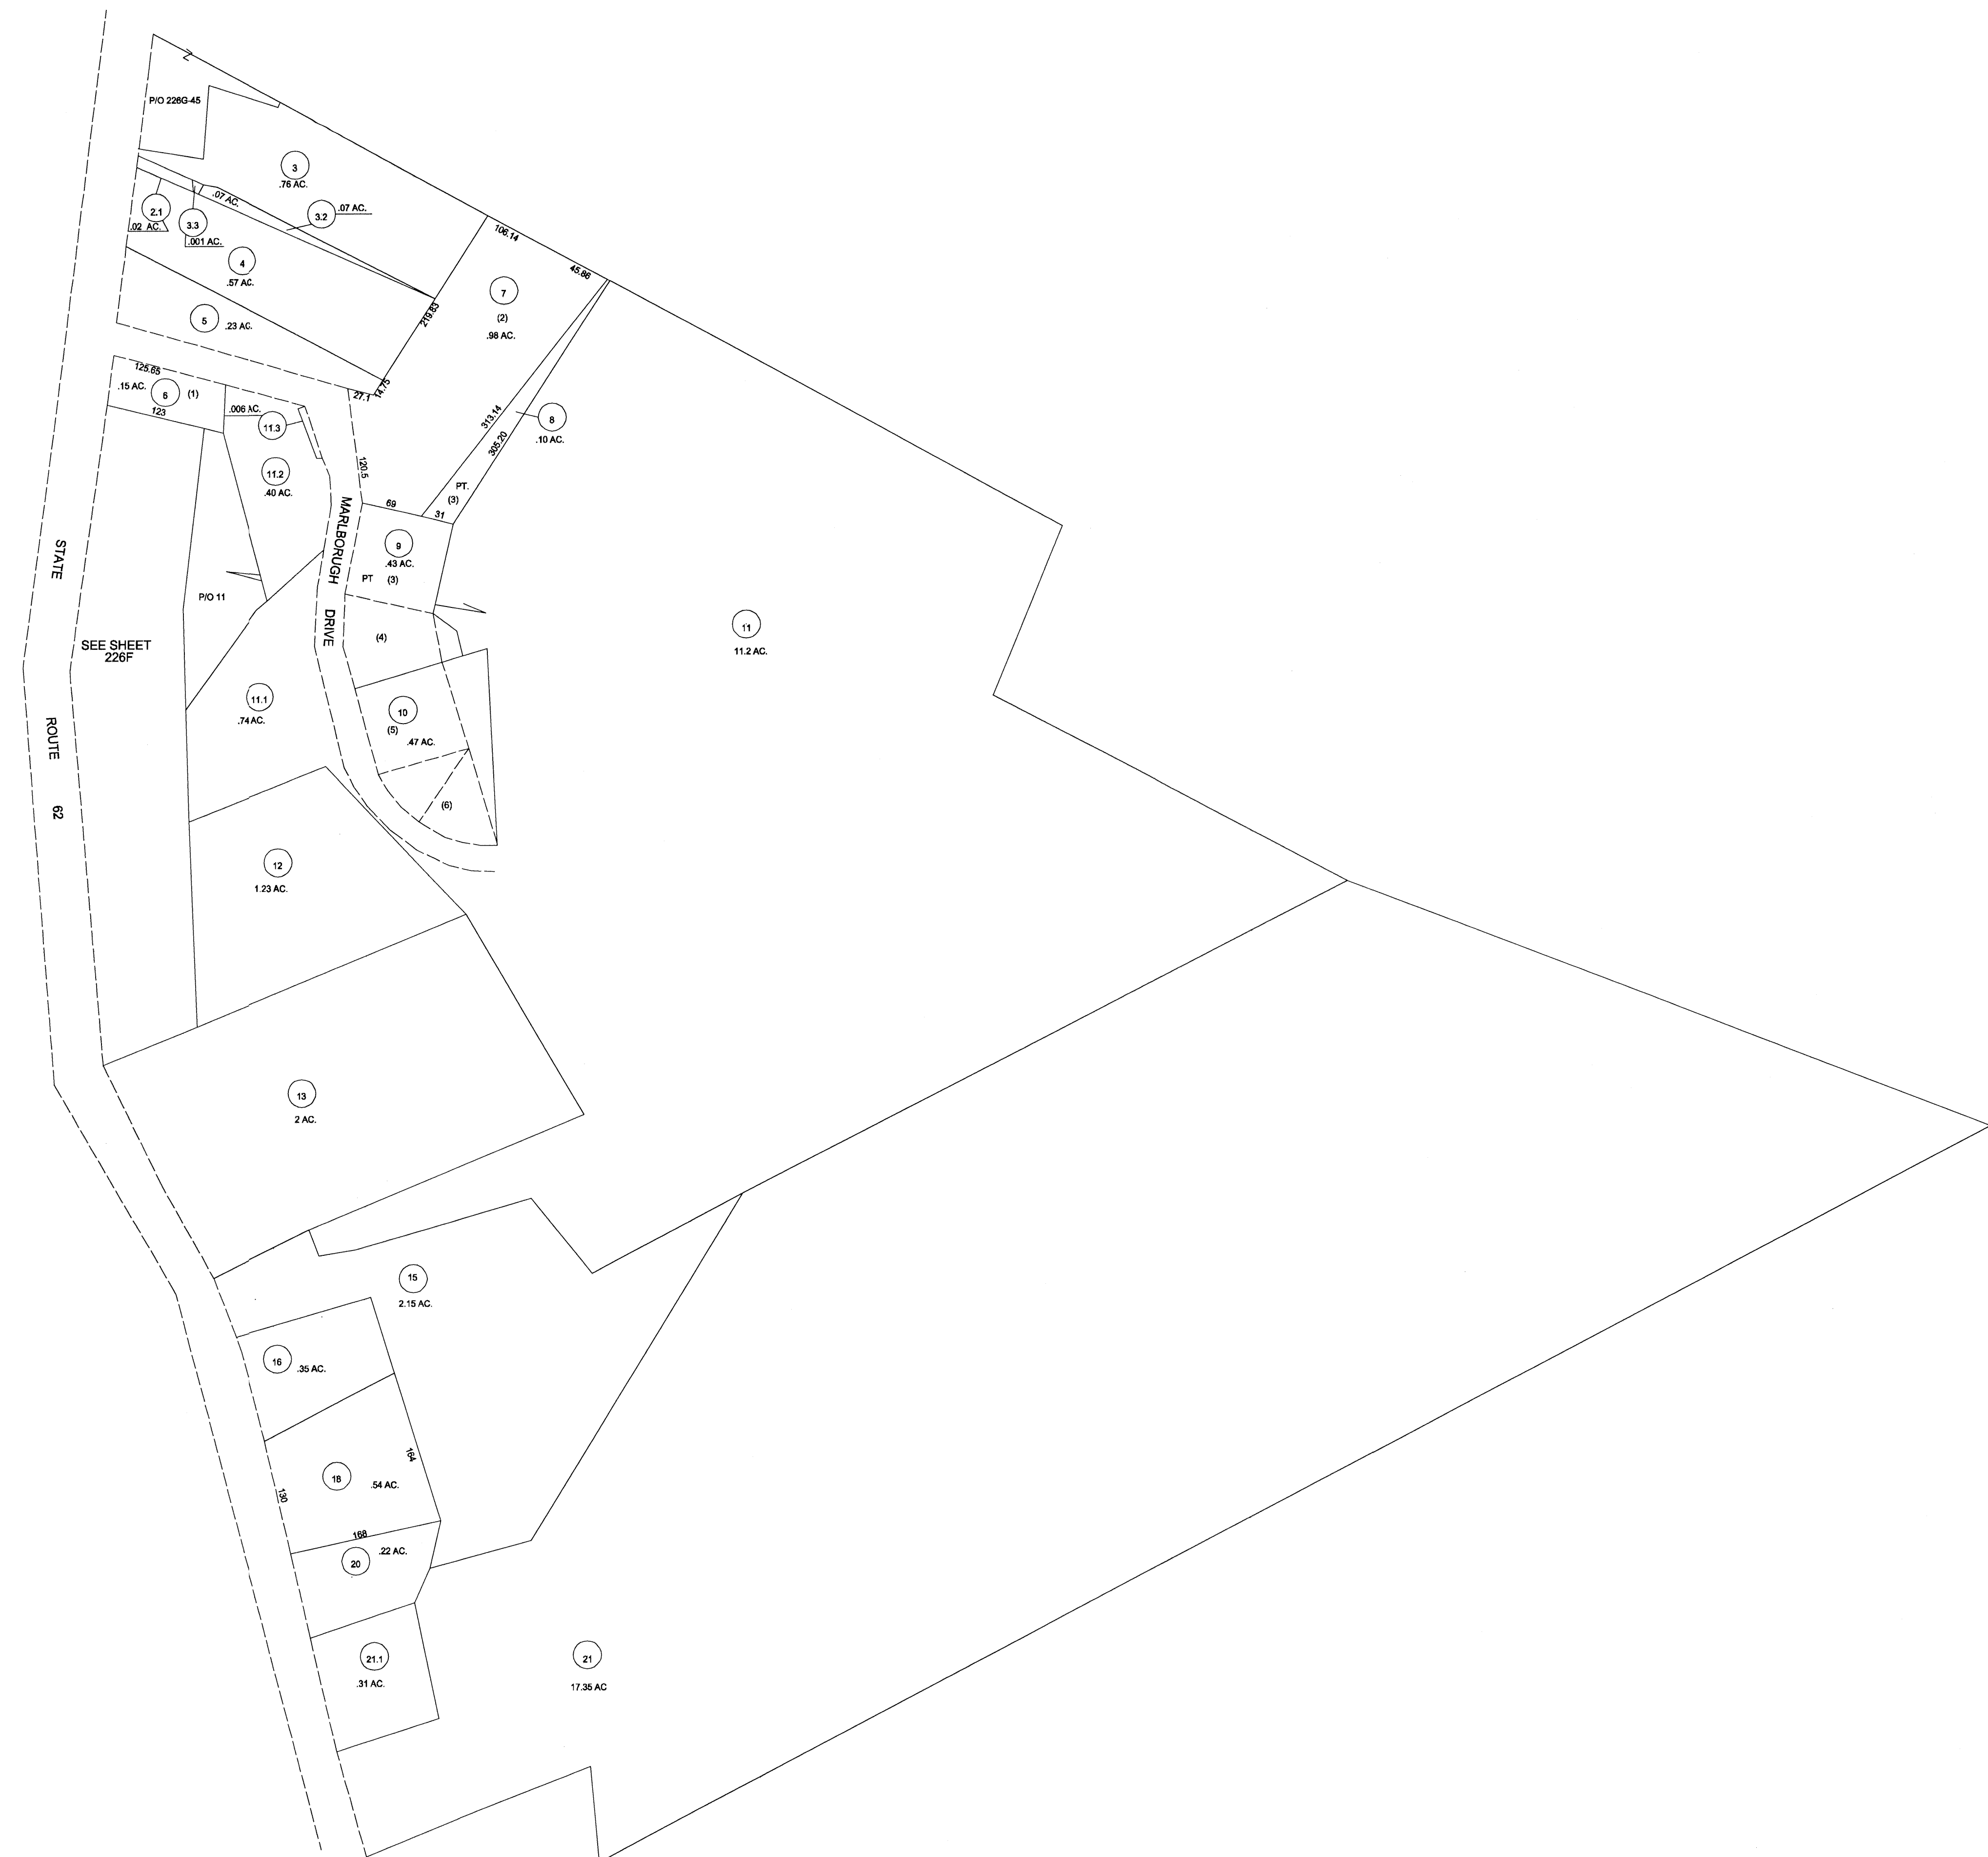 P/O 226G-45
3
.76 AC.
.07 AC.
3.2
.07 AC.
2.1
.02 AC.
3.3
.001 AC.
4
.57 AC.
106.14
45.86
7
(2)
.98 AC.
219.83
5
.23 AC.
14.75
27.1
125.65
.15 AC.
6
(1)
123
.006 AC.
11.3
11.2
.40 AC.
313.14
305.20
8
.10 AC.
120.5
PT.
(3)
69
31
MARLBOROUGH
DRIVE
9
.43 AC.
PT
(3)
STATE
ROUTE
62
P/O 11
SEE SHEET
226F
(4)
11
11.2 AC.
11.1
.74 AC.
10
(5)
.47 AC.
(6)
12
1.23 AC.
13
2 AC.
15
2.15 AC.
16
.35 AC.
164
18
.54 AC.
130
168
.22 AC.
20
21.1
.31 AC.
21
17.35 AC